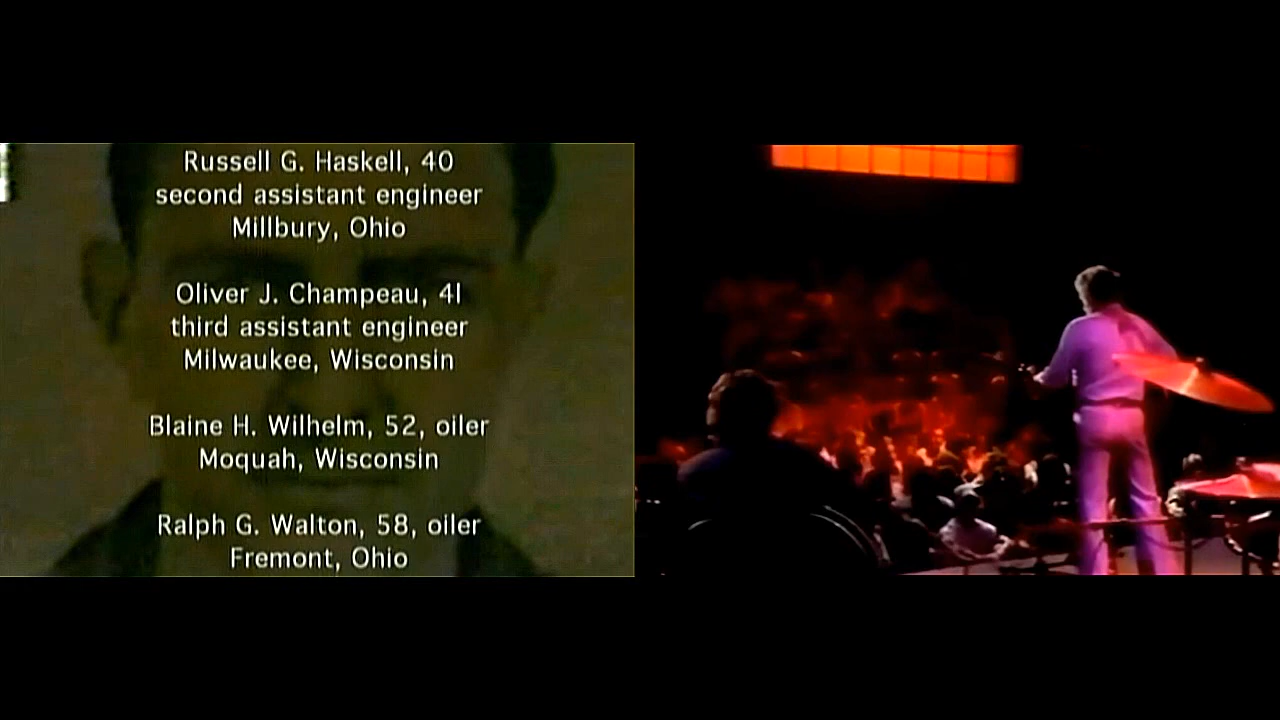 Russell G. Haskell, 40
second assistant engineer
Millbury, Ohio
Oliver J. Champeau, 41
third assistant engineer
Milwaukee, Wisconsin
Blaine H. Wilhelm, 52, oiler
Moquah, Wisconsin
Ralph G. Walton, 58, oiler
Fremont, Ohio